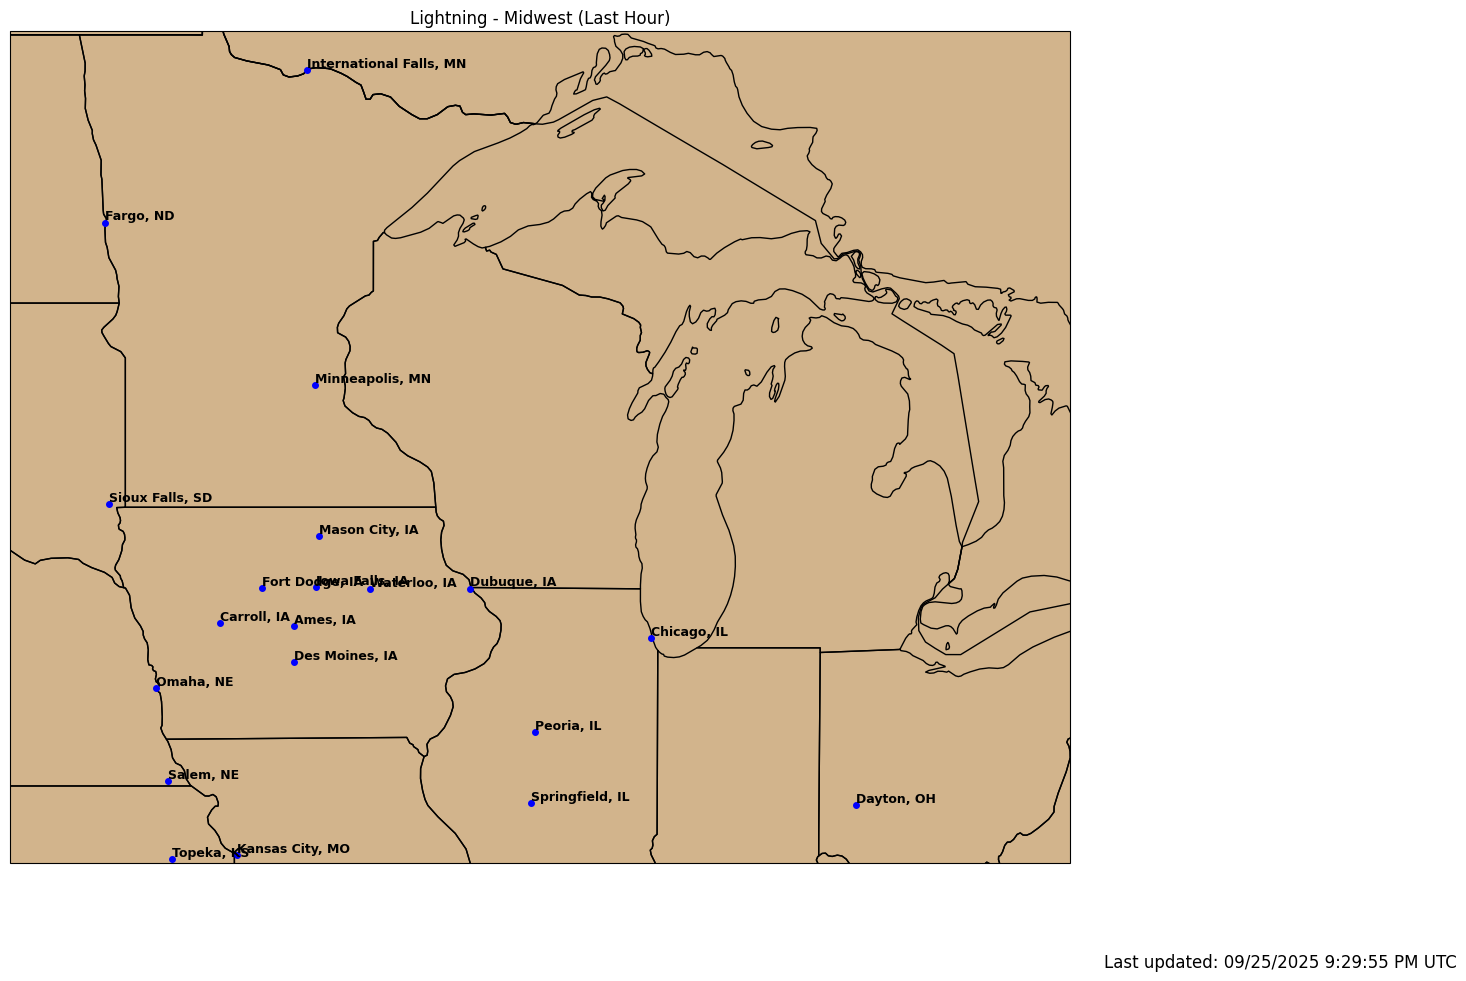 Lightning - Midwest (Last Hour)
International Falls, MN
Fargo, ND
Minneapolis, MN
Sioux Falls, SD
Mason City, IA
Fort Dodge, IA
Iowa Falls, IA
Waterloo, IA
Dubuque, IA
Carroll, IA
Ames, IA
Chicago, IL
Des Moines, IA
Omaha, NE
Peoria, IL
Salem, NE
Springfield, IL
Dayton, OH
Topeka, KS
Kansas City, MO
Last updated: 09/25/2025 9:29:55 PM UTC